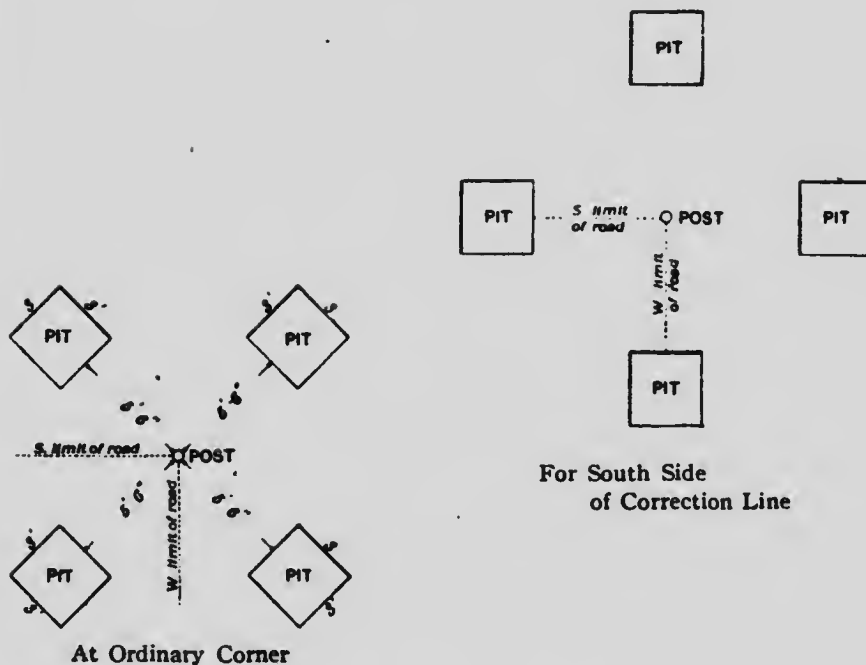 PIT
PIT
S limit
of road
POST
PIT
W limit
of road
PIT
For South Side
of Correction Line
PIT
PIT
S. limit of road
POST
W limit of road
PIT
PIT
At Ordinary Corner